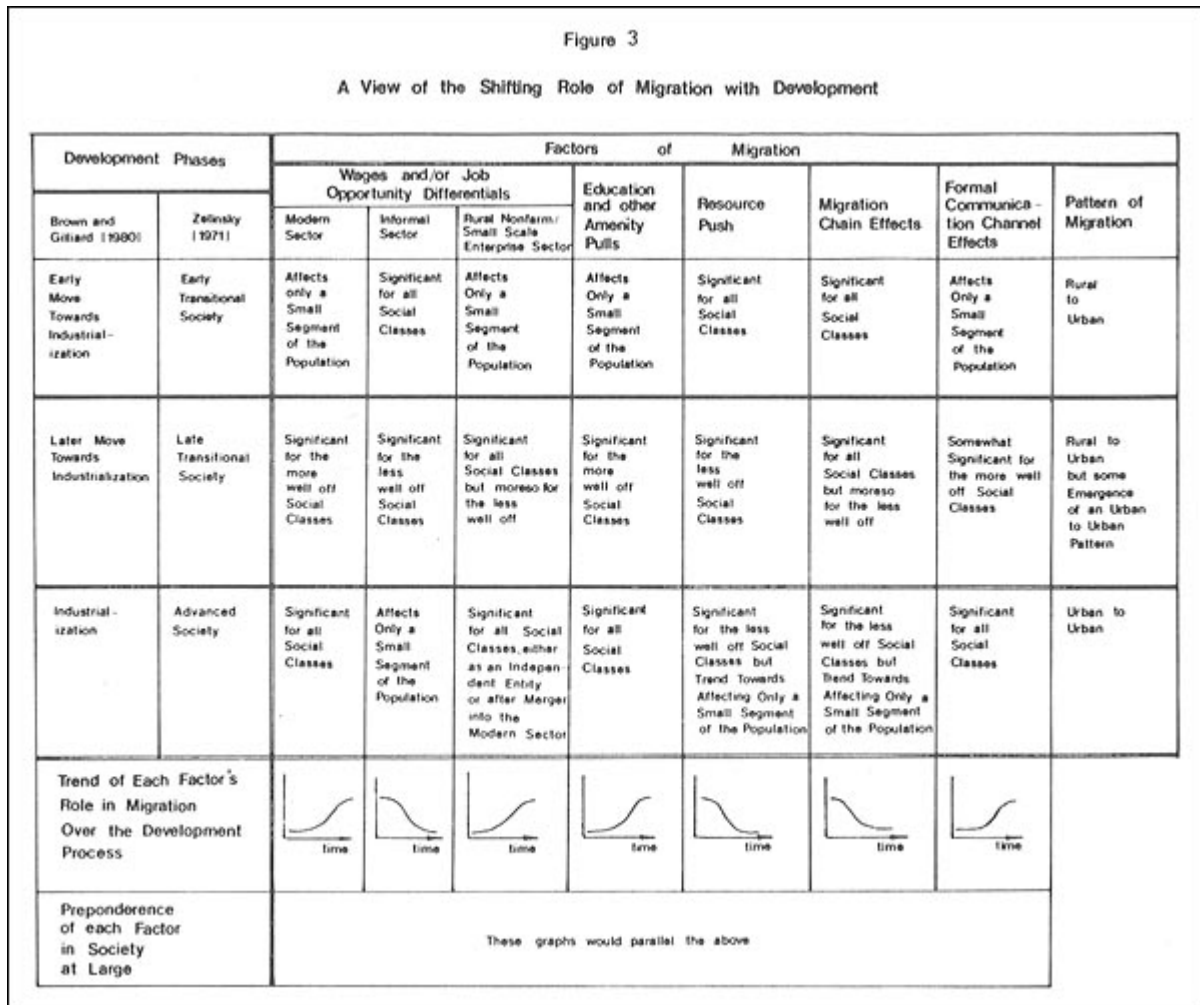 Figure 3
A View of the Shifting Role of Migration with Development
Development Phases
Factors of Migration
Wages and/or Job
Opportunity Differentials
Education
and other
Amenity
Pulls
Resource
Push
Migration
Chain Effects
Formal
Communica-
tion Channel
Effects
Pattern of
Migration
Brown and
Gilliard (1980)
Zelinsky
(1971)
Modern
Sector
Informal
Sector
Rural Nonfarm/
Small Scale
Enterprise Sector
Early
Move
Towards
Industrial-
ization
Early
Transitional
Society
Affects
only a
Small
Segment
of the
Population
Significant
for all
Social
Classes
Affects
Only a
Small
Segment
of the
Population
Affects
Only a
Small
Segment
of the
Population
Significant
for all
Social
Classes
Significant
for all
Social
Classes
Affects
Only a
Small
Segment
of the
Population
Rural
to
Urban
Later Move
Towards
Industrialization
Late
Transitional
Society
Significant
for the
more
well off
Social
Classes
Significant
for the
less
well off
Social
Classes
Significant
for all
Social Classes
but moreso for
the less
well off
Significant
for the
more
well off
Social
Classes
Significant
for the
less
well off
Social
Classes
Significant
for all
Social Classes
but moreso
for the less
well off
Somewhat
Significant for
the more well
off Social
Classes
Rural to
Urban
but some
Emergence
of an Urban
to Urban
Pattern
Industrial-
ization
Advanced
Society
Significant
for all
Social
Classes
Affects
Only a
Small
Segment
of the
Population
Significant
for all Social
Classes, either
as an Indepen-
dent Entity
or after Merger
into the
Modern Sector
Significant
for all
Social
Classes
Significant
for the less
well off Social
Classes but
Trend Towards
Affecting Only a
Small Segment
of the Population
Significant
for the less
well off Social
Classes but
Trend Towards
Affecting Only a
Small Segment
of the Population
Significant
for all
Social
Classes
Urban to
Urban
Trend of Each Factor's
Role in Migration
Over the Development
Process
time
time
time
time
time
time
time
Preponderence
of each Factor
in Society
at Large
These graphs would parallel the above